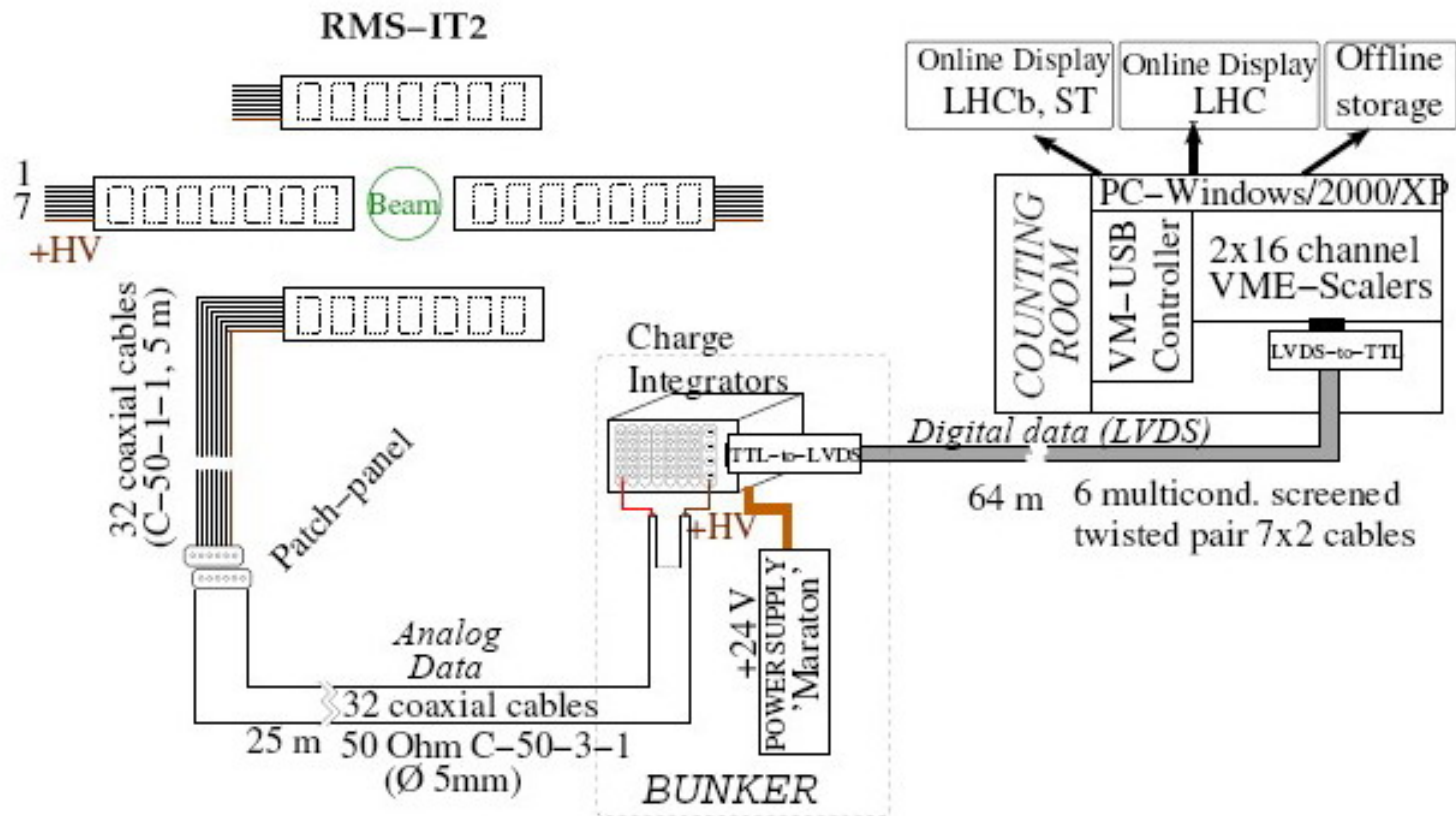 RMS-IT2
1
7
+HV
Beam
32 coaxial cables
(C-50-1-1, 5 m)
Patch-panel
Analog
Data
32 coaxial cables
25 m
50 Ohm C-50-3-1
(Ø 5mm)
Charge
Integrators
TTL-to-LVDS
+HV
+24 V
POWER SUPPLY
'Maraton'
BUNKER
Digital data (LVDS)
64 m
6 multicond. screened
twisted pair 7x2 cables
Online Display
LHCb, ST
Online Display
LHC
Offline
storage
COUNTING
ROOM
PC-Windows/2000/XP
VM-USB
Controller
2x16 channel
VME-Scalers
LVDS-to-TTL